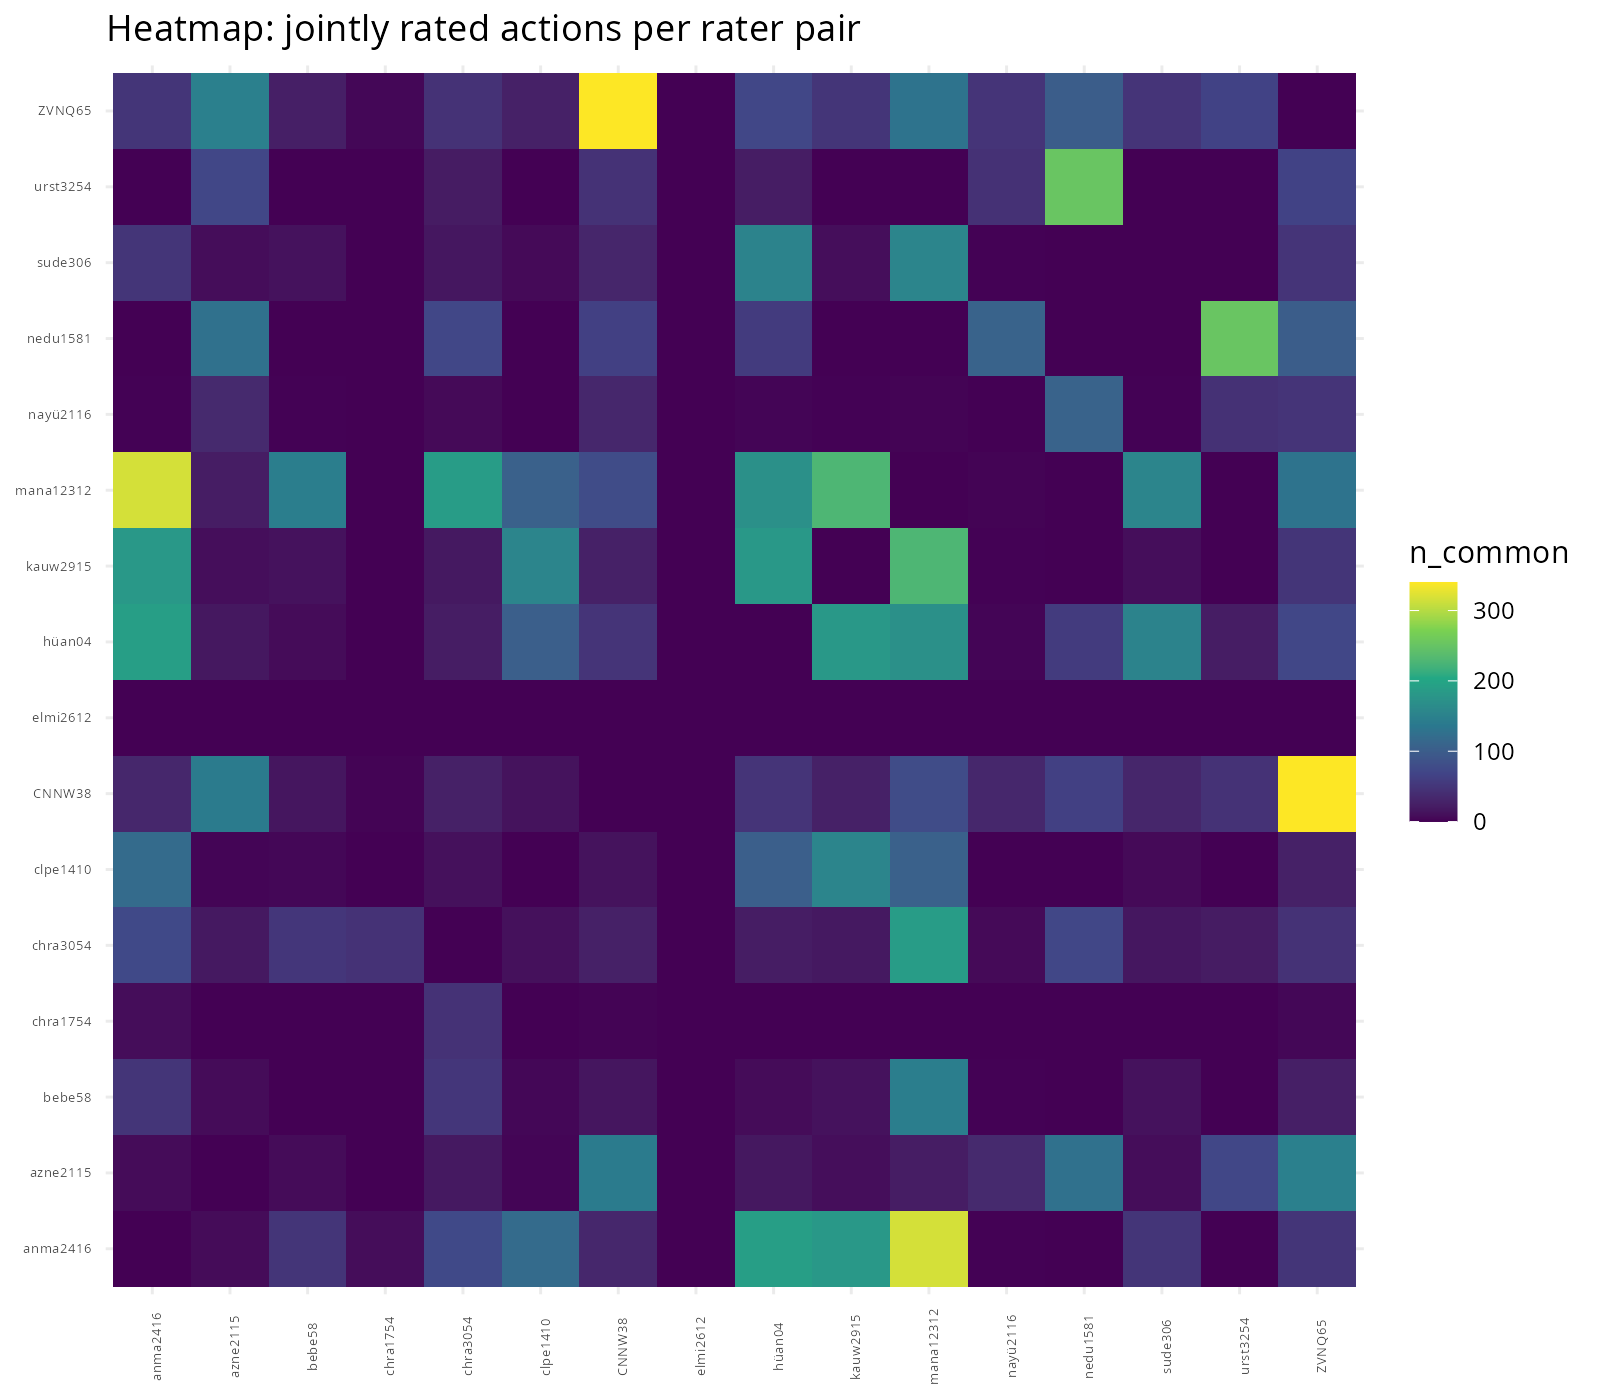 Heatmap: jointly rated actions per rater pair
ZVNQ65
urst3254
sude306
nedu1581
nayü2116
mana12312
kauw2915
hüan04
elmi2612
CNNW38
clpe1410
chra3054
chra1754
bebe58
azne2115
anma2416
anma2416
azne2115
bebe58
chra1754
chra3054
clpe1410
CNNW38
elmi2612
hüan04
kauw2915
mana12312
nayü2116
nedu1581
sude306
urst3254
ZVNQ65
n_common
300
200
100
0